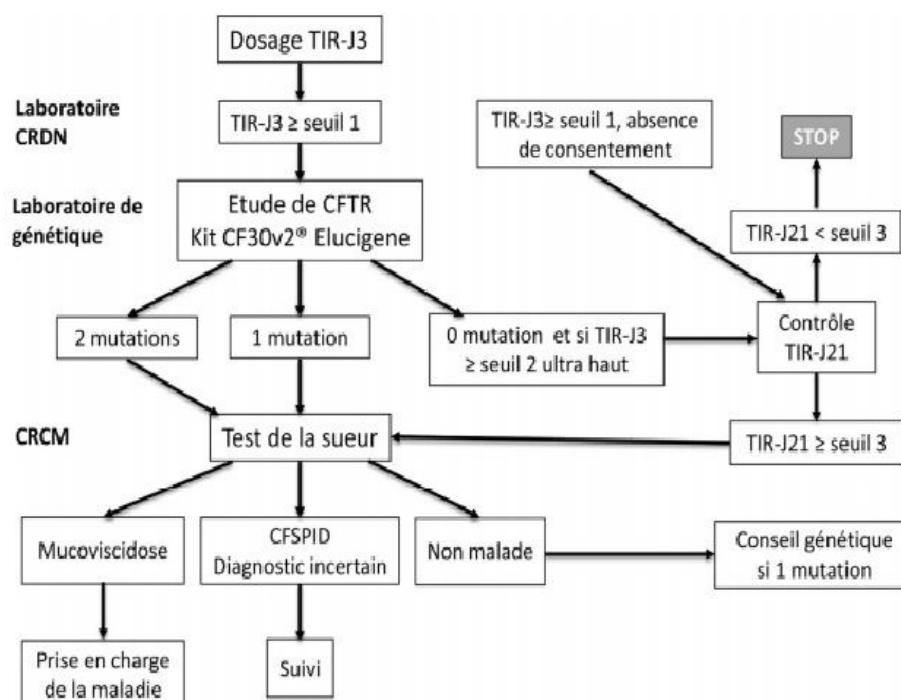 Dosage TIR-J3
Laboratoire
CRDN
TIR-J3 ≥ seuil 1
TIR-J3≥ seuil 1, absence
de consentement
STOP
Laboratoire de
génétique
Etude de CFTR
Kit CF30v2® Elucigene
TIR-J21 < seuil 3
2 mutations
1 mutation
0 mutation et si TIR-J3
≥ seuil 2 ultra haut
Contrôle
TIR-J21
CRCM
Test de la sueur
TIR-J21 ≥ seuil 3
Mucoviscidose
CFSPID
Diagnostic incertain
Non malade
Conseil génétique
si 1 mutation
Prise en charge
de la maladie
Suivi